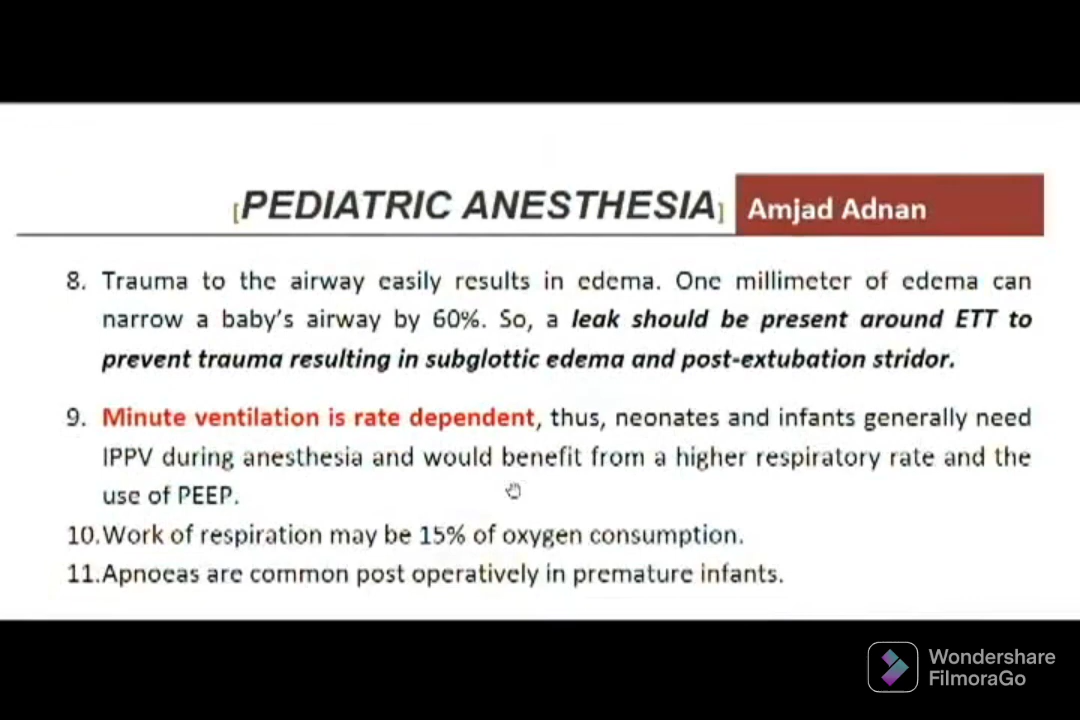 [PEDIATRIC ANESTHESIA] Amjad Adnan
8. Trauma to the airway easily results in edema. One millimeter of edema can
narrow a baby's airway by 60%. So, a leak should be present around ETT to
prevent trauma resulting in subglottic edema and post-extubation stridor.
9. Minute ventilation is rate dependent, thus, neonates and infants generally need
IPPV during anesthesia and would benefit from a higher respiratory rate and the
use of PEEP.
10.Work of respiration may be 15% of oxygen consumption.
11.Apnoeas are common post operatively in premature infants.
Wondershare
FilmoraGo